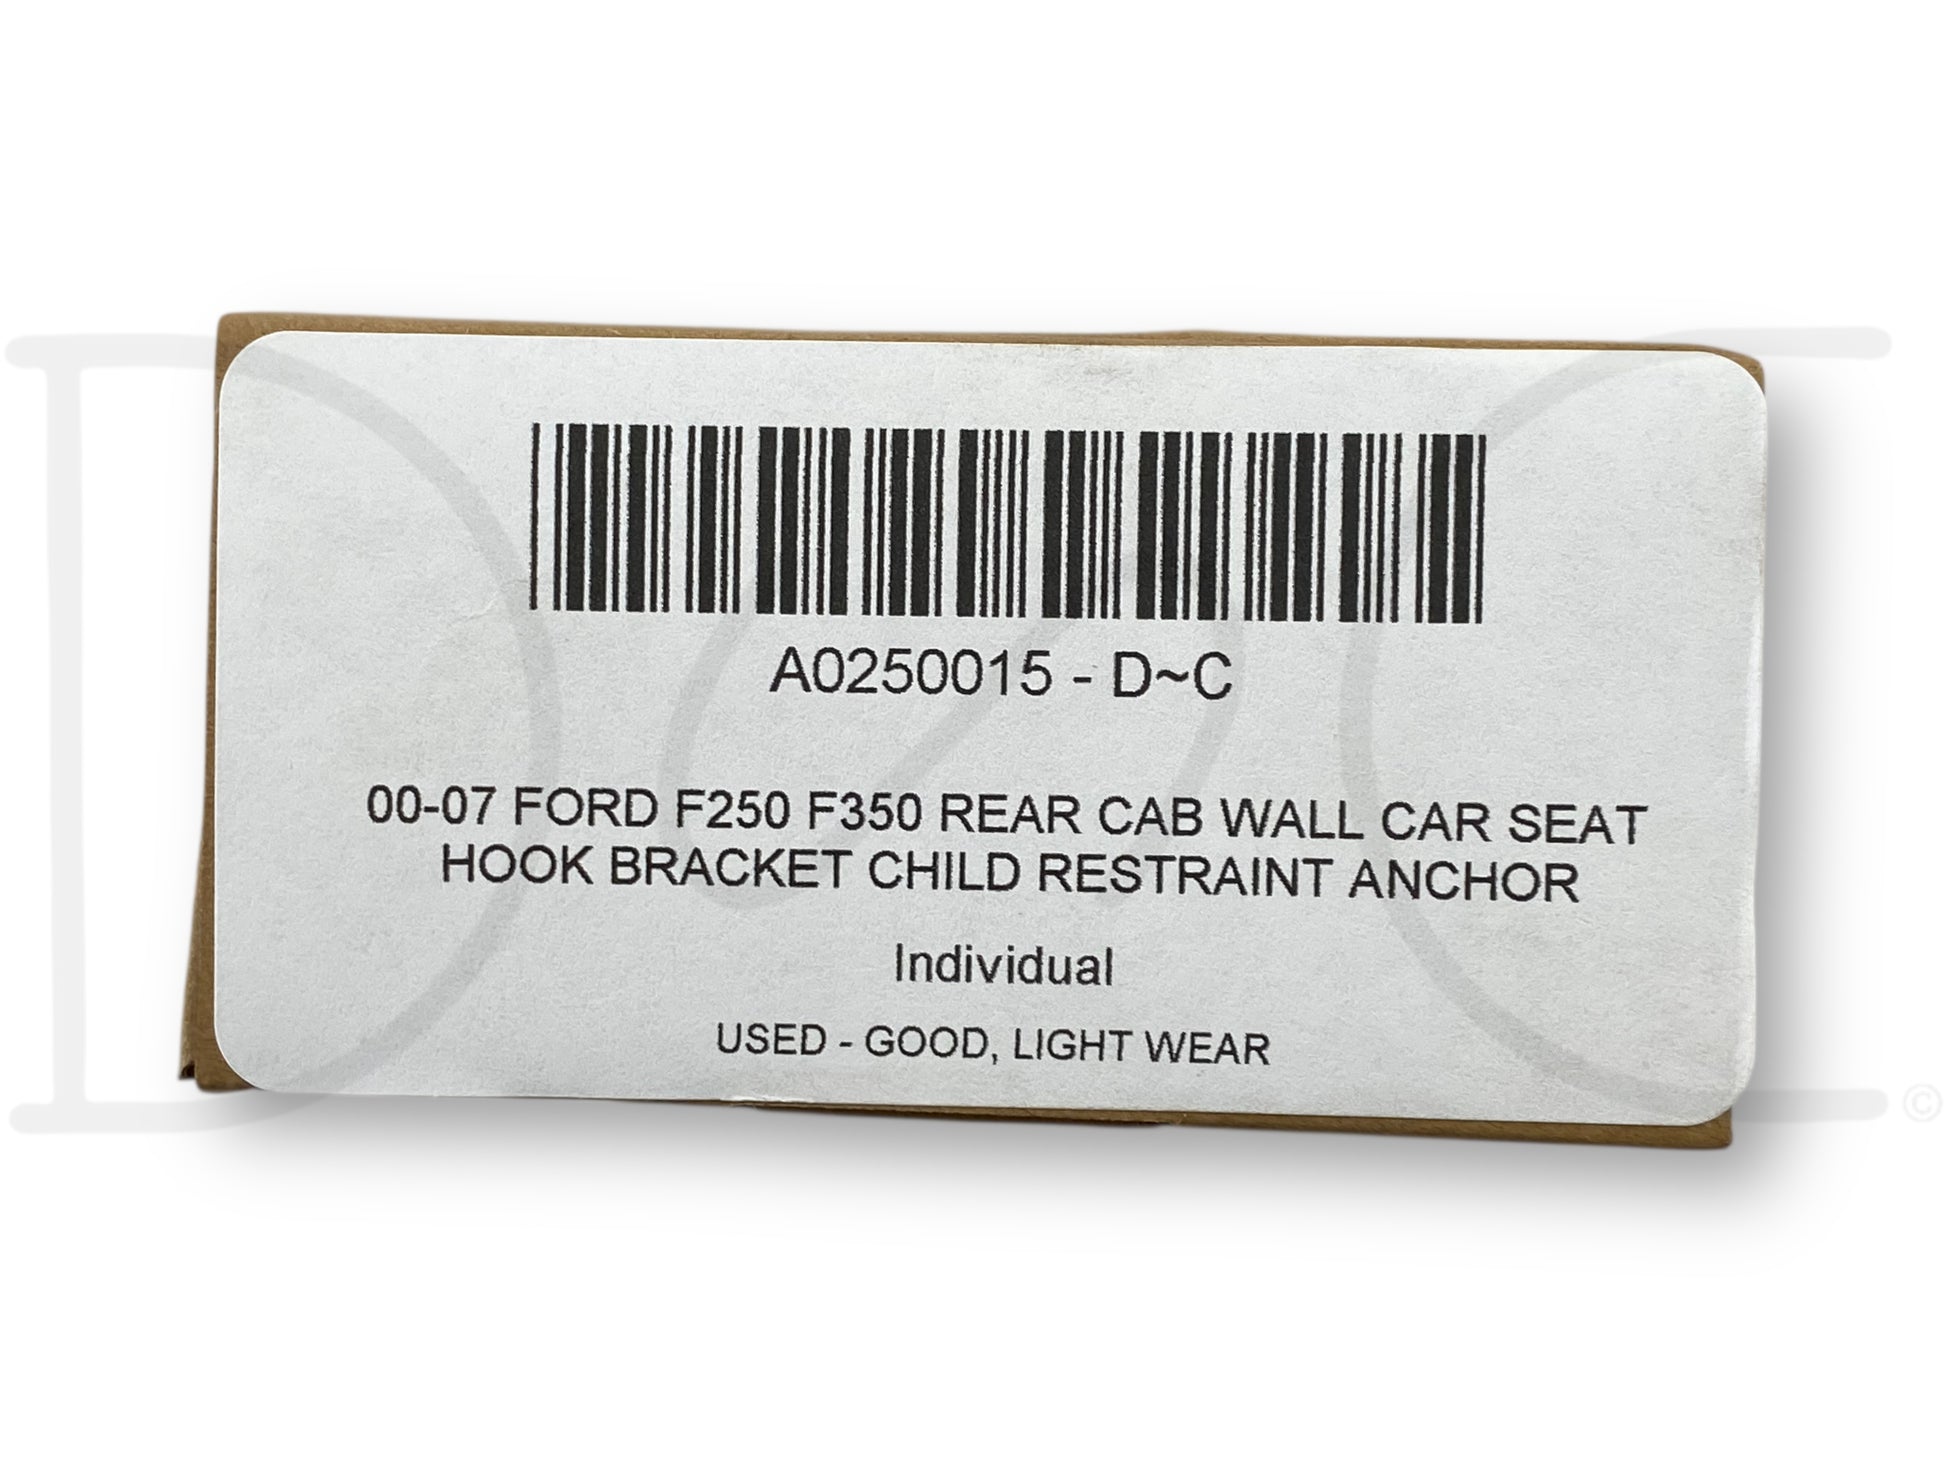 A0250015 - D~C
00-07 FORD F250 F350 REAR CAB WALL CAR SEAT
HOOK BRACKET CHILD RESTRAINT ANCHOR
Individual
USED - GOOD, LIGHT WEAR
©